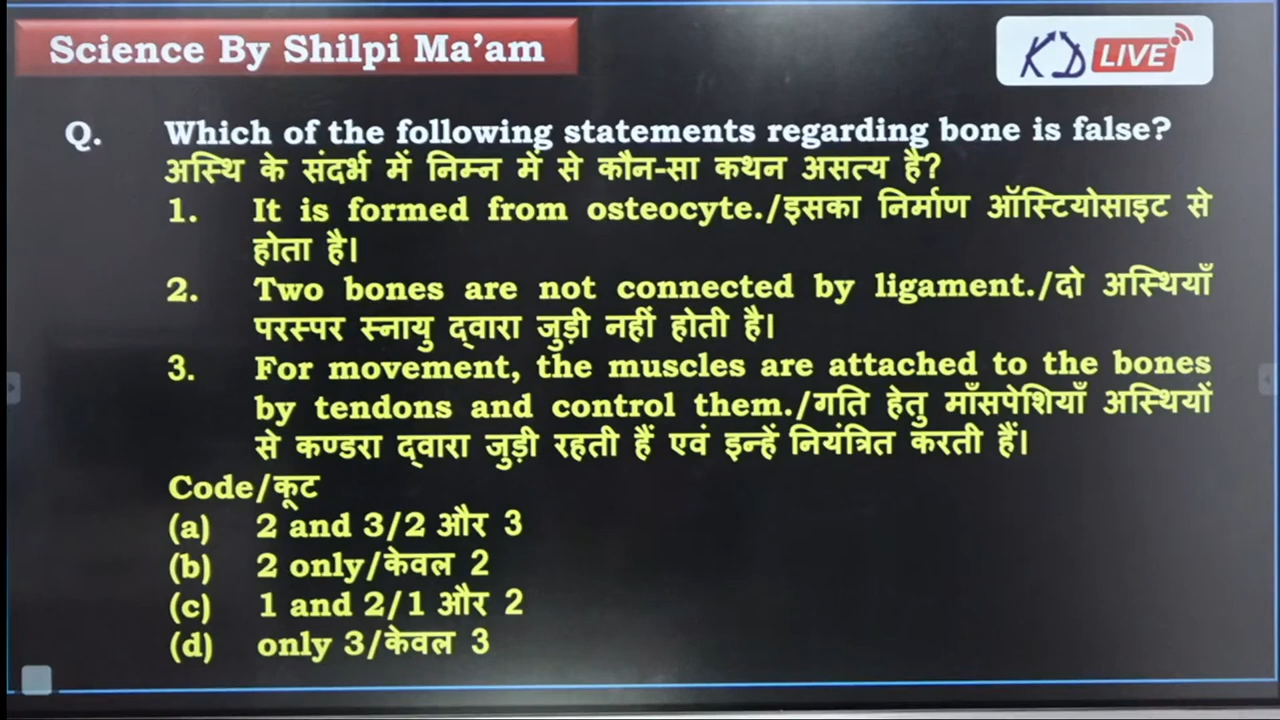 Science By Shilpi Ma’am
KD LIVE
Q. Which of the following statements regarding bone is false?
अस्थि के संदर्भ में निम्न में से कौन-सा कथन असत्य है?
1. It is formed from osteocyte./इसका निर्माण ऑस्टियोसाइट से
होता है।
2. Two bones are not connected by ligament./दो अस्थियाँ
परस्पर स्नायु द्वारा जुड़ी नहीं होती है।
3. For movement, the muscles are attached to the bones
by tendons and control them./गति हेतु माँसपेशियाँ अस्थियों
से कण्डरा द्वारा जुड़ी रहती हैं एवं इन्हें नियंत्रित करती हैं।
Code/कूट
(a) 2 and 3/2 और 3
(b) 2 only/केवल 2
(c) 1 and 2/1 और 2
(d) only 3/केवल 3